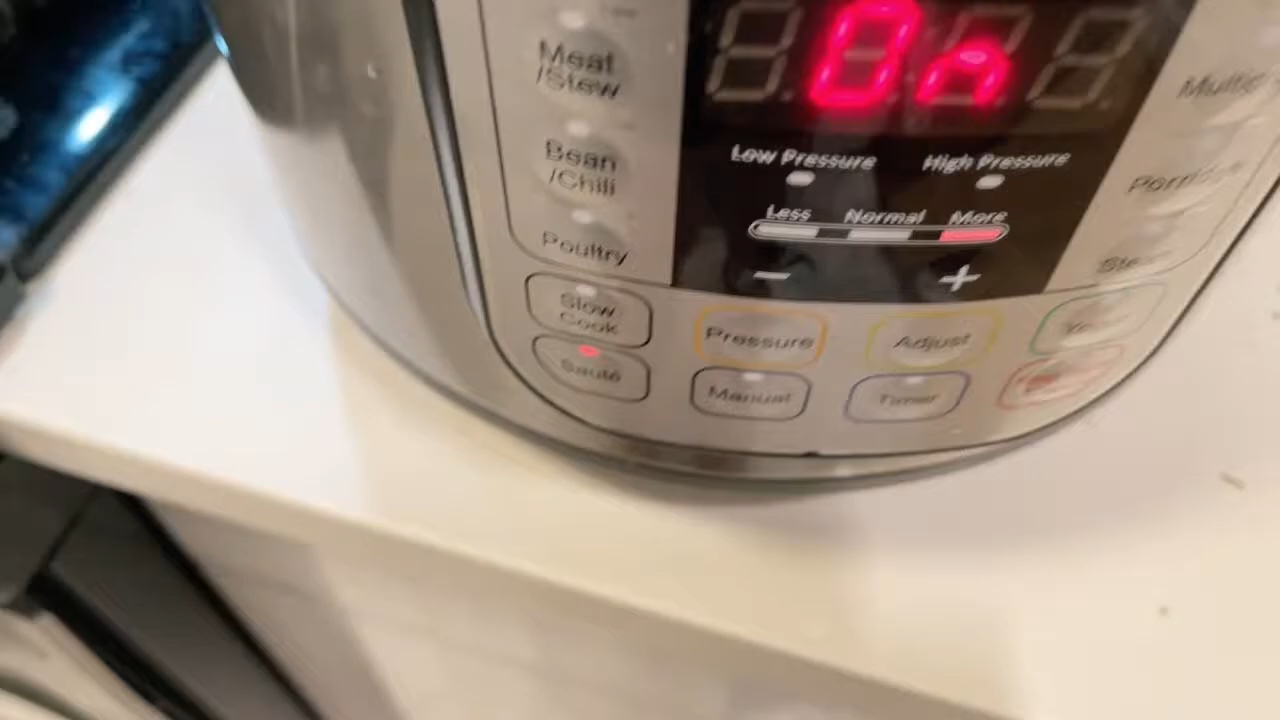 On
Meat
/Stew
Bean
/Chili
Poultry
Low Pressure
High Pressure
Less
Normal
More
-
+
Slow
Cook
Sauté
Pressure
Manual
Adjust
Timer